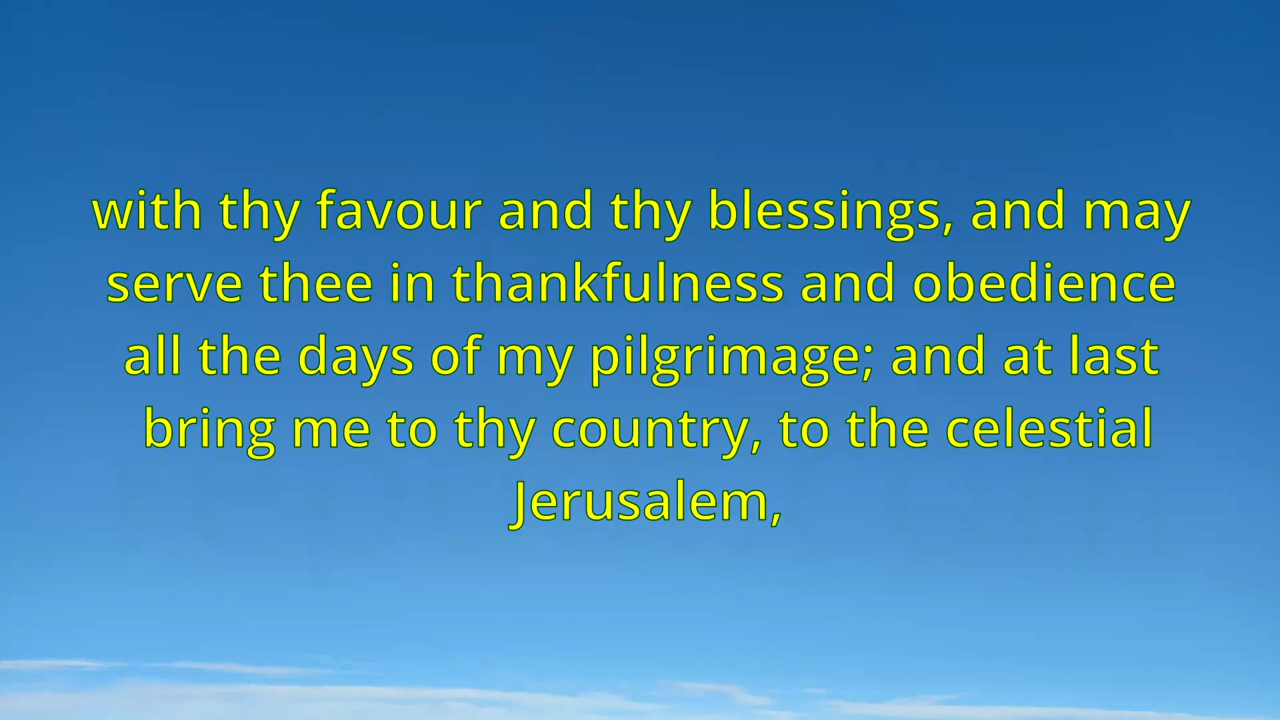 with thy favour and thy blessings, and may
serve thee in thankfulness and obedience
all the days of my pilgrimage; and at last
bring me to thy country, to the celestial
Jerusalem,